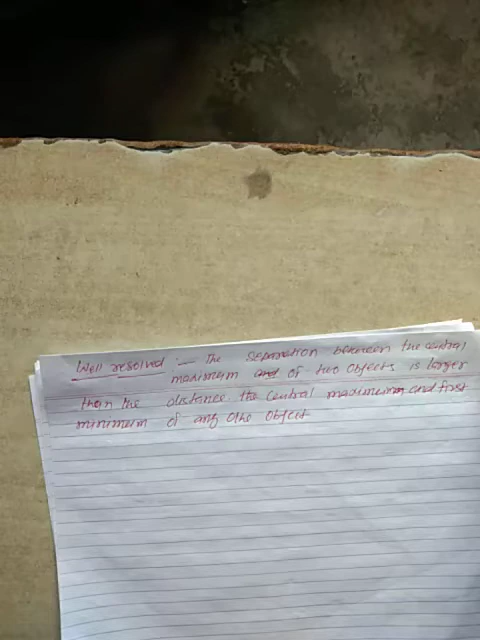 Well resolved :— The separation between the central
maximum and of two objects is larger
than the distance the central maximum and first
minimum of any othe object